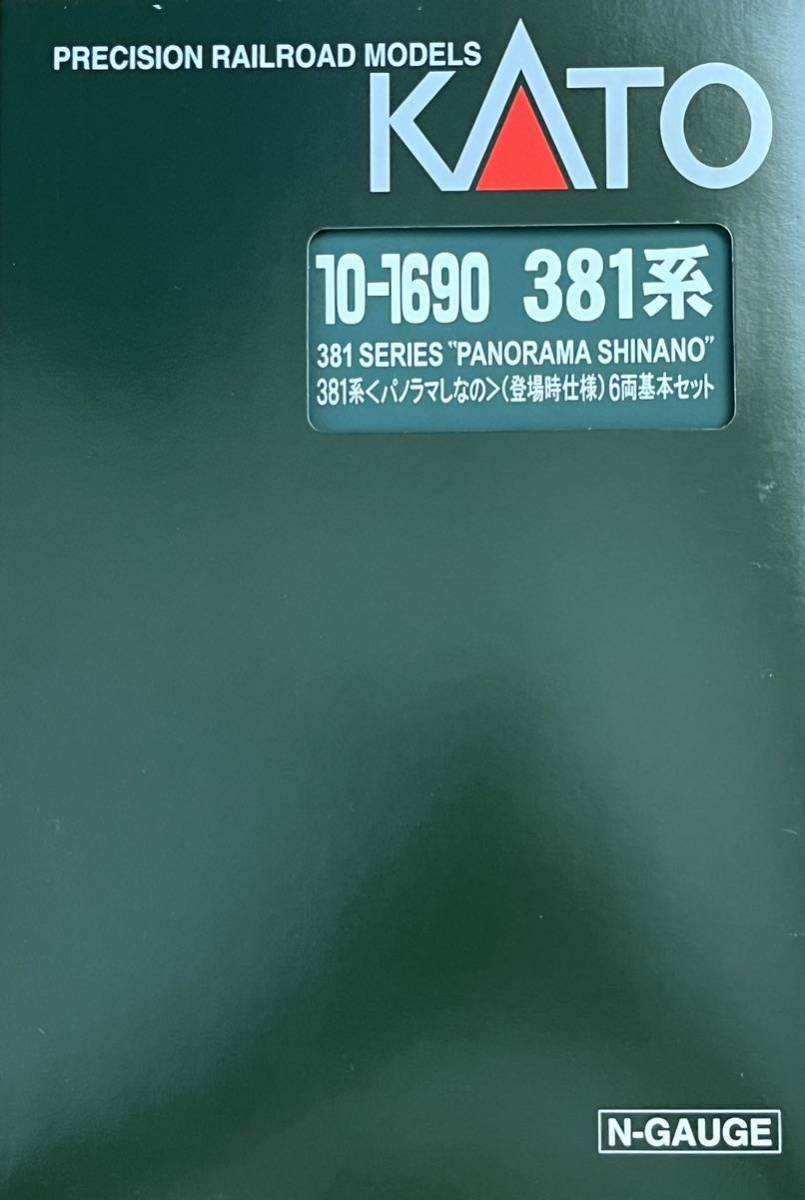 PRECISION RAILROAD MODELS
KATO
10-1690 381系
381 SERIES "PANORAMA SHINANO"
381系<パノラマしなの>(登場時仕様)6両基本セット
N-GAUGE